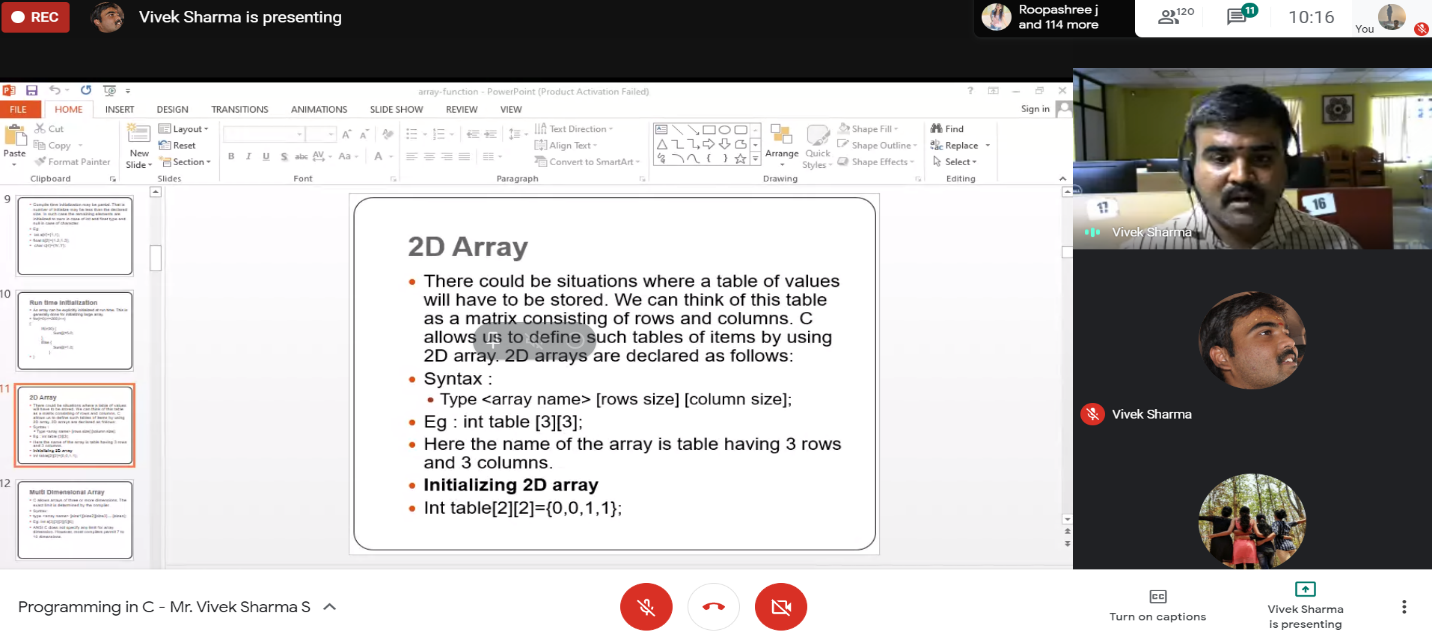 REC
Vivek Sharma is presenting
Roopashree j
and 114 more
120
11
10:16
You
array-function - PowerPoint (Product Activation Failed)
FILE
HOME
INSERT
DESIGN
TRANSITIONS
ANIMATIONS
SLIDE SHOW
REVIEW
VIEW
Sign in
Paste
Cut
Copy
Format Painter
Clipboard
New
Slide
Layout
Reset
Section
Slides
B I U S abc AV Aa A
Font
Text Direction
Align Text
Convert to SmartArt
Paragraph
Arrange
Quick
Styles
Shape Fill
Shape Outline
Shape Effects
Drawing
Find
Replace
Select
Editing
9
10
Run time Initialization
11
2D Array
Initializing 2D array
12
Multi Dimensional Array
2D Array
There could be situations where a table of values
will have to be stored. We can think of this table
as a matrix consisting of rows and columns. C
allows us to define such tables of items by using
2D array. 2D arrays are declared as follows:
Syntax :
Type <array name> [rows size] [column size];
Eg : int table [3][3];
Here the name of the array is table having 3 rows
and 3 columns.
Initializing 2D array
Int table[2][2]={0,0,1,1};
17
16
Vivek Sharma
Vivek Sharma
Programming in C - Mr. Vivek Sharma S
Turn on captions
Vivek Sharma
is presenting